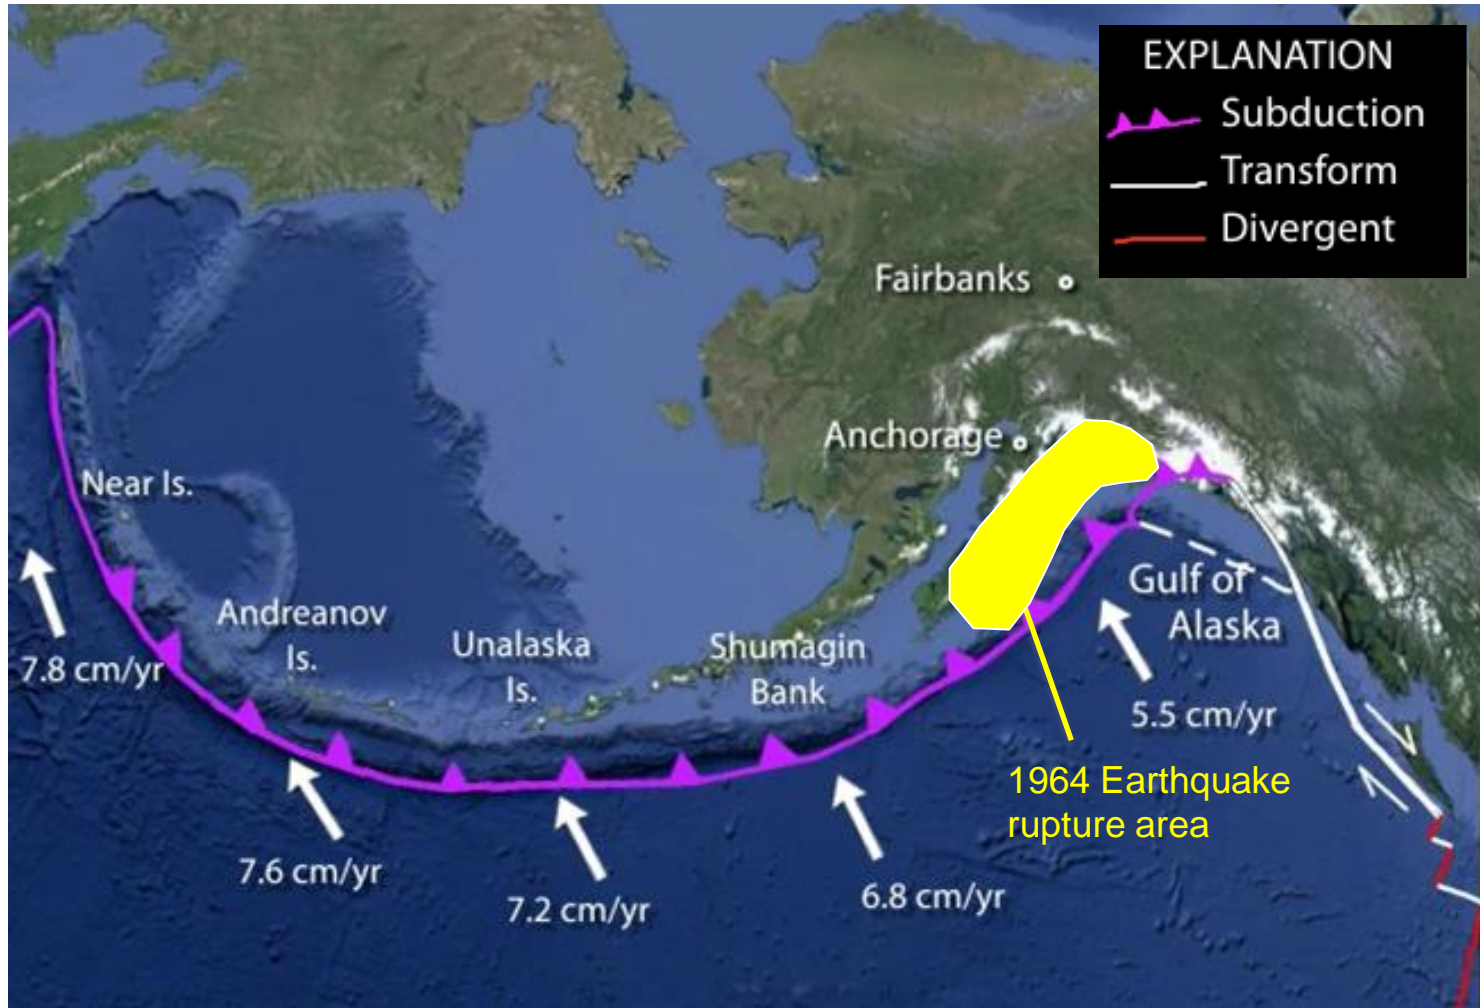 EXPLANATION
Subduction
Transform
Divergent
Fairbanks
Anchorage
Near Is.
Andreanov
Is.
Unalaska
Is.
Shumagin
Bank
Gulf of
Alaska
7.8 cm/yr
5.5 cm/yr
1964 Earthquake
rupture area
7.6 cm/yr
7.2 cm/yr
6.8 cm/yr